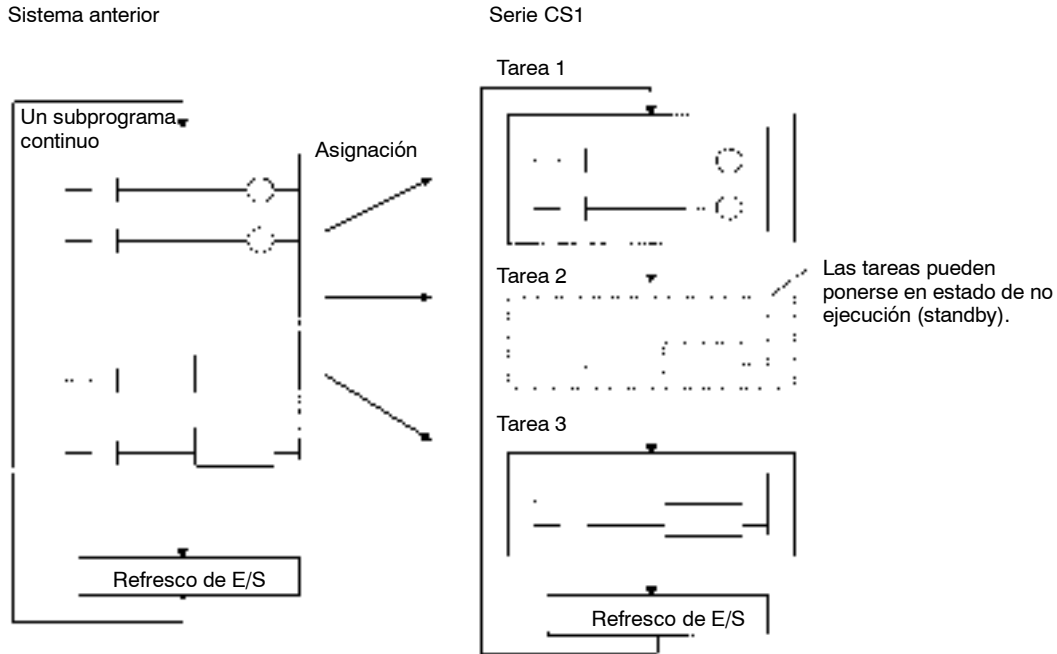 Sistema anterior
Serie CS1
Un subprograma
continuo
Asignación
Refresco de E/S
Tarea 1
Tarea 2
Las tareas pueden
ponerse en estado de no
ejecución (standby).
Tarea 3
Refresco de E/S